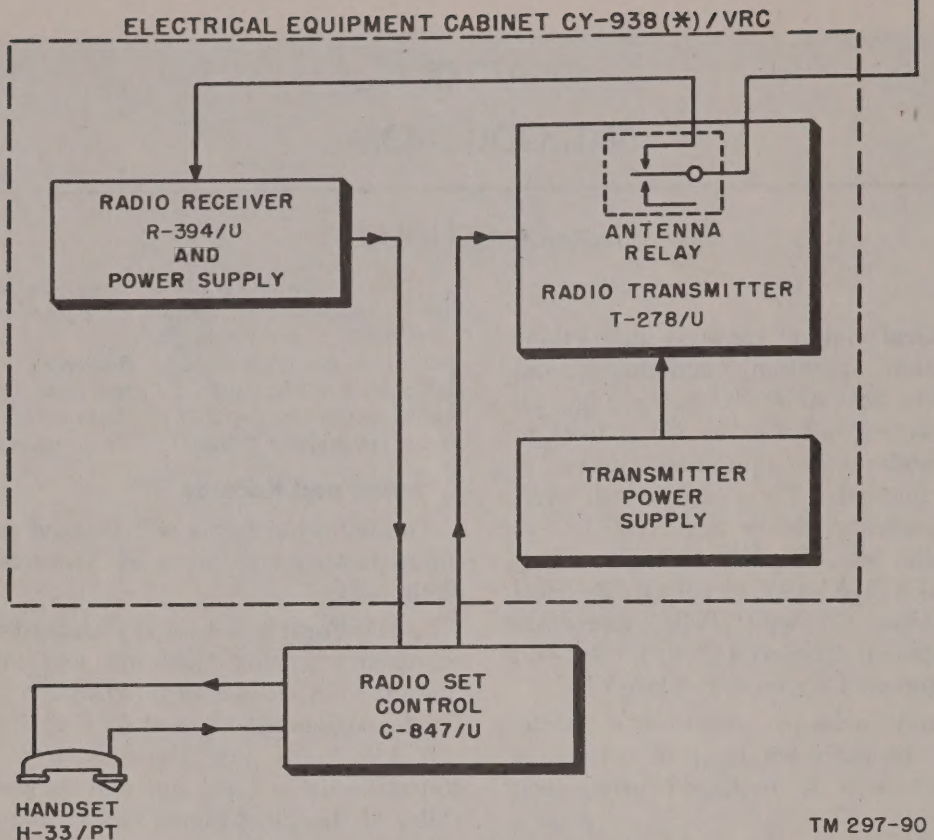 ELECTRICAL EQUIPMENT CABINET CY-938(*)/VRC
RADIO RECEIVER
R-394/U
AND
POWER SUPPLY
ANTENNA
RELAY
RADIO TRANSMITTER
T-278/U
TRANSMITTER
POWER
SUPPLY
RADIO SET
CONTROL
C-847/U
HANDSET
H-33/PT
TM 297-90